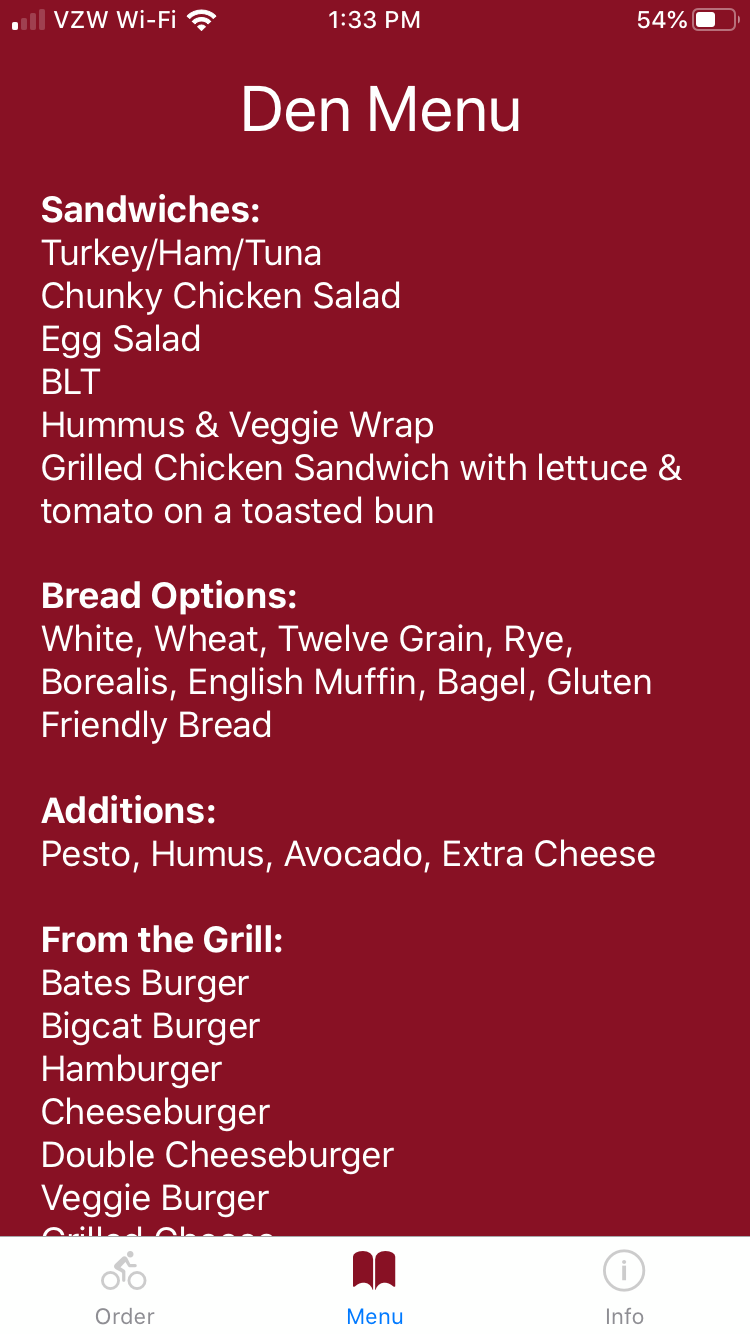 VZW Wi-Fi 1:33 PM 54%
Den Menu
Sandwiches:
Turkey/Ham/Tuna
Chunky Chicken Salad
Egg Salad
BLT
Hummus & Veggie Wrap
Grilled Chicken Sandwich with lettuce &
tomato on a toasted bun
Bread Options:
White, Wheat, Twelve Grain, Rye,
Borealis, English Muffin, Bagel, Gluten
Friendly Bread
Additions:
Pesto, Humus, Avocado, Extra Cheese
From the Grill:
Bates Burger
Bigcat Burger
Hamburger
Cheeseburger
Double Cheeseburger
Veggie Burger
Grilled Cheese
Order Menu Info